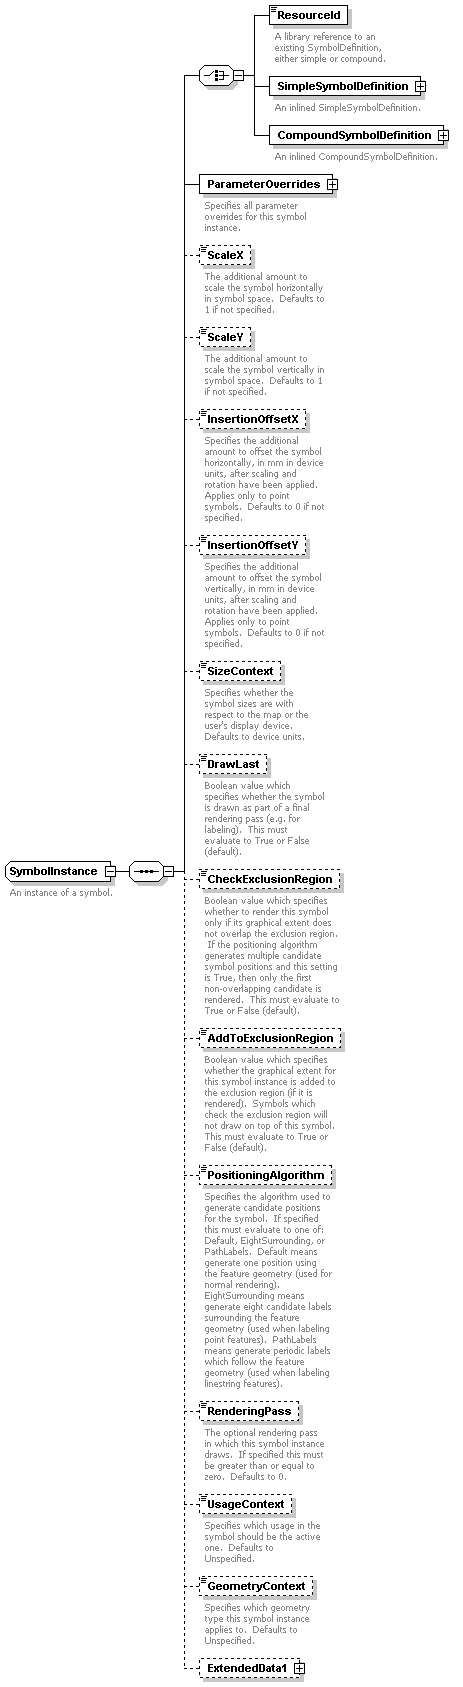 ResourceId
A library reference to an
existing SymbolDefinition,
either simple or compound.
SimpleSymbolDefinition
An inlined SimpleSymbolDefinition.
CompoundSymbolDefinition
An inlined CompoundSymbolDefinition.
ParameterOverrides
Specifies all parameter
overrides for this symbol
instance.
ScaleX
The additional amount to
scale the symbol horizontally
in symbol space.  Defaults to
1 if not specified.
ScaleY
The additional amount to
scale the symbol vertically in
symbol space.  Defaults to 1
if not specified.
InsertionOffsetX
Specifies the additional
amount to offset the symbol
horizontally, in mm in device
units, after scaling and
rotation have been applied.
Applies only to point
symbols.  Defaults to 0 if not
specified.
InsertionOffsetY
Specifies the additional
amount to offset the symbol
vertically, in mm in device
units, after scaling and
rotation have been applied.
Applies only to point
symbols.  Defaults to 0 if not
specified.
SizeContext
Specifies whether the
symbol sizes are with
respect to the map or the
user's display device.
Defaults to device units.
DrawLast
Boolean value which
specifies whether the symbol
is drawn as part of a final
rendering pass (e.g. for
labeling).  This must
evaluate to True or False
(default).
SymbolInstance
An instance of a symbol.
CheckExclusionRegion
Boolean value which specifies
whether to render this symbol
only if its graphical extent does
not overlap the exclusion region.
If the positioning algorithm
generates multiple candidate
symbol positions and this setting
is True, then only the first
non-overlapping candidate is
rendered.  This must evaluate to
True or False (default).
AddToExclusionRegion
Boolean value which specifies
whether the graphical extent for
this symbol instance is added to
the exclusion region (if it is
rendered).  Symbols which
check the exclusion region will
not draw on top of this symbol.
This must evaluate to True or
False (default).
PositioningAlgorithm
Specifies the algorithm used to
generate candidate positions
for the symbol.  If specified
this must evaluate to one of:
Default, EightSurrounding, or
PathLabels.  Default means
generate one position using
the feature geometry (used for
normal rendering).
EightSurrounding means
generate eight candidate labels
surrounding the feature
geometry (used when labeling
point features).  PathLabels
means generate periodic labels
which follow the feature
geometry (used when labeling
linestring features).
RenderingPass
The optional rendering pass
in which this symbol instance
draws.  If specified this must
be greater than or equal to
zero.  Defaults to 0.
UsageContext
Specifies which usage in the
symbol should be the active
one.  Defaults to
Unspecified.
GeometryContext
Specifies which geometry
type this symbol instance
applies to.  Defaults to
Unspecified.
ExtendedData1